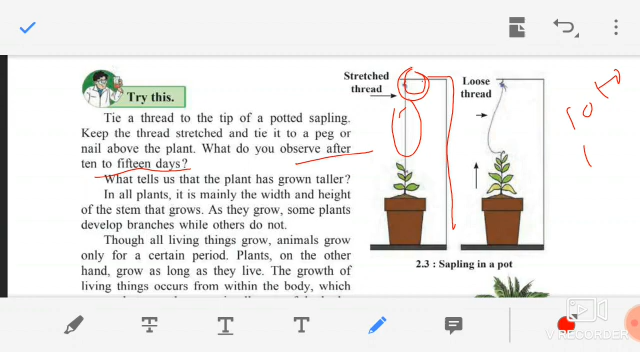 Try this.
Tie a thread to the tip of a potted sapling.
Keep the thread stretched and tie it to a peg or
nail above the plant. What do you observe after
ten to fifteen days?
What tells us that the plant has grown taller?
In all plants, it is mainly the width and height
of the stem that grows. As they grow, some plants
develop branches while others do not.
Though all living things grow, animals grow
only for a certain period. Plants, on the other
hand, grow as long as they live. The growth of
living things occurs from within the body, which
Stretched
thread
Loose
thread
2.3 : Sapling in a pot
10 to
1
T
T
T
V RECORDER